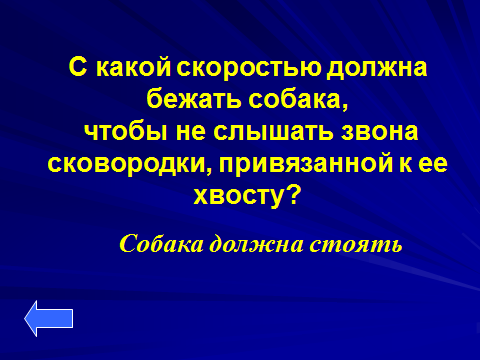 С какой скоростью должна
бежать собака,
чтобы не слышать звона
сковородки, привязанной к ее
хвосту?
Собака должна стоять